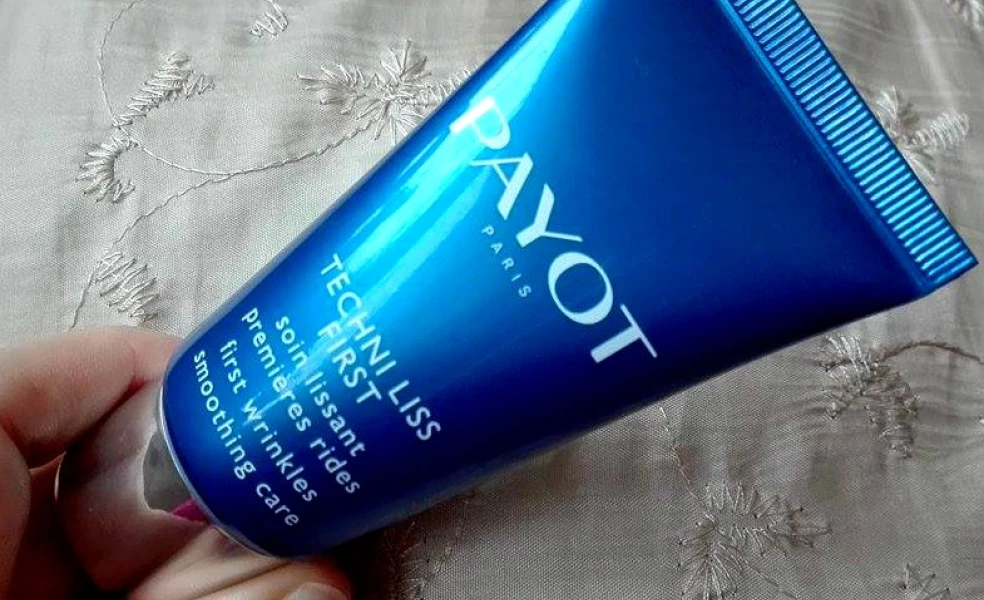 PAYOT
PARIS
TECHNI LISS
FIRST
soin lissant
premières rides
first wrinkles
smoothing care